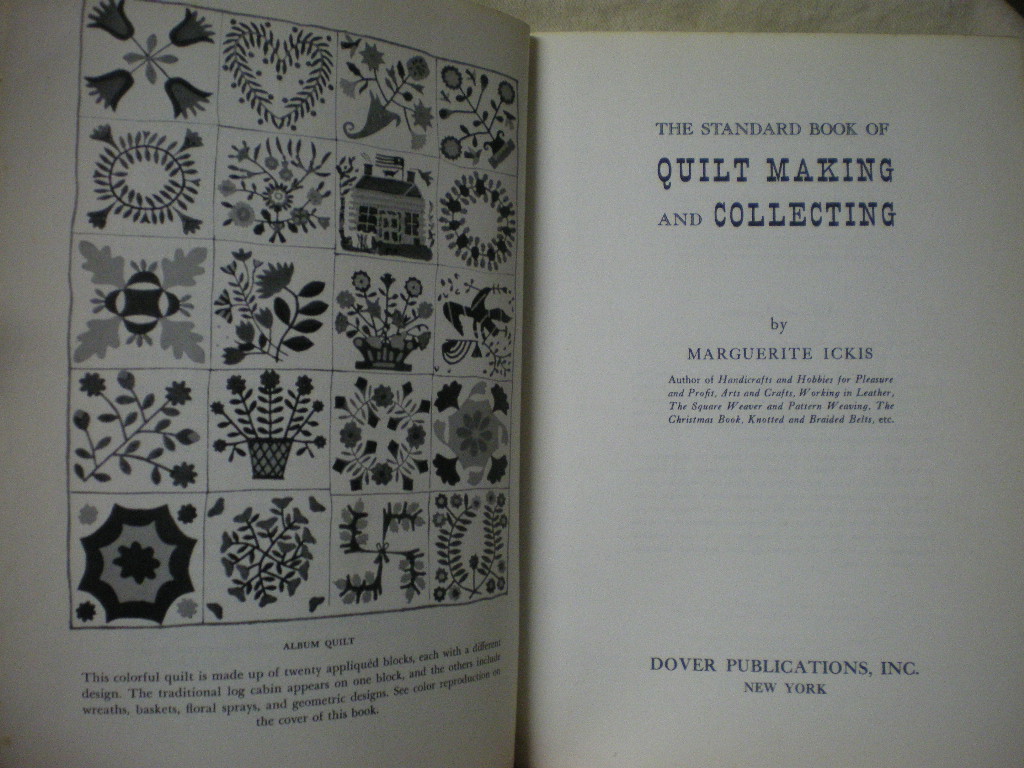 ALBUM QUILT
This colorful quilt is made up of twenty appliquéd blocks, each with a different
design. The traditional log cabin appears on one block, and the others include
wreaths, baskets, floral sprays, and geometric designs. See color reproduction on
the cover of this book.
THE STANDARD BOOK OF
QUILT MAKING
AND COLLECTING
by
MARGUERITE ICKIS
Author of Handicrafts and Hobbies for Pleasure
and Profit, Arts and Crafts, Working in Leather,
The Square Weaver and Pattern Weaving, The
Christmas Book, Knotted and Braided Belts, etc.
DOVER PUBLICATIONS, INC.
NEW YORK